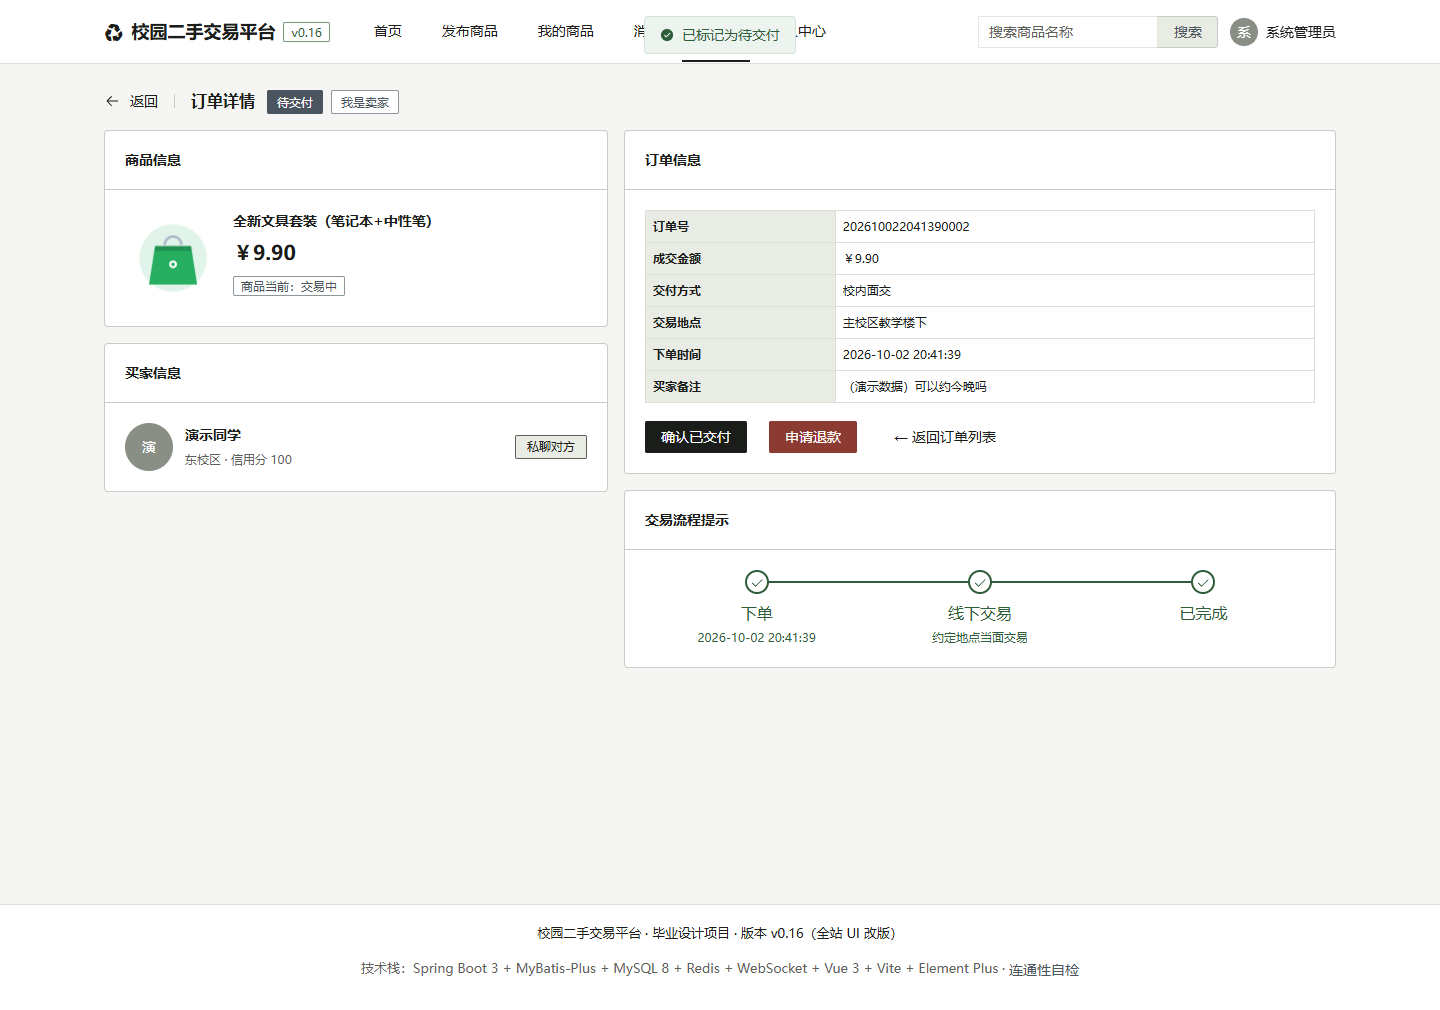 校园二手交易平台 v0.16 首页 发布商品 我的商品 消 已标记为待交付 中心 搜索商品名称 搜索 系 系统管理员
← 返回 订单详情 待交付 我是卖家
商品信息
全新文具套装（笔记本+中性笔）
￥9.90
商品当前：交易中
买家信息
演
演示同学
东校区 · 信用分 100
私聊对方
订单信息
订单号 202610022041390002
成交金额 ￥9.90
交付方式 校内面交
交易地点 主校区教学楼下
下单时间 2026-10-02 20:41:39
买家备注 （演示数据）可以约今晚吗
确认已交付 申请退款 ← 返回订单列表
交易流程提示
下单 线下交易 已完成
2026-10-02 20:41:39 约定地点当面交易
校园二手交易平台 · 毕业设计项目 · 版本 v0.16（全站 UI 改版）
技术栈：Spring Boot 3 + MyBatis-Plus + MySQL 8 + Redis + WebSocket + Vue 3 + Vite + Element Plus · 连通性自检